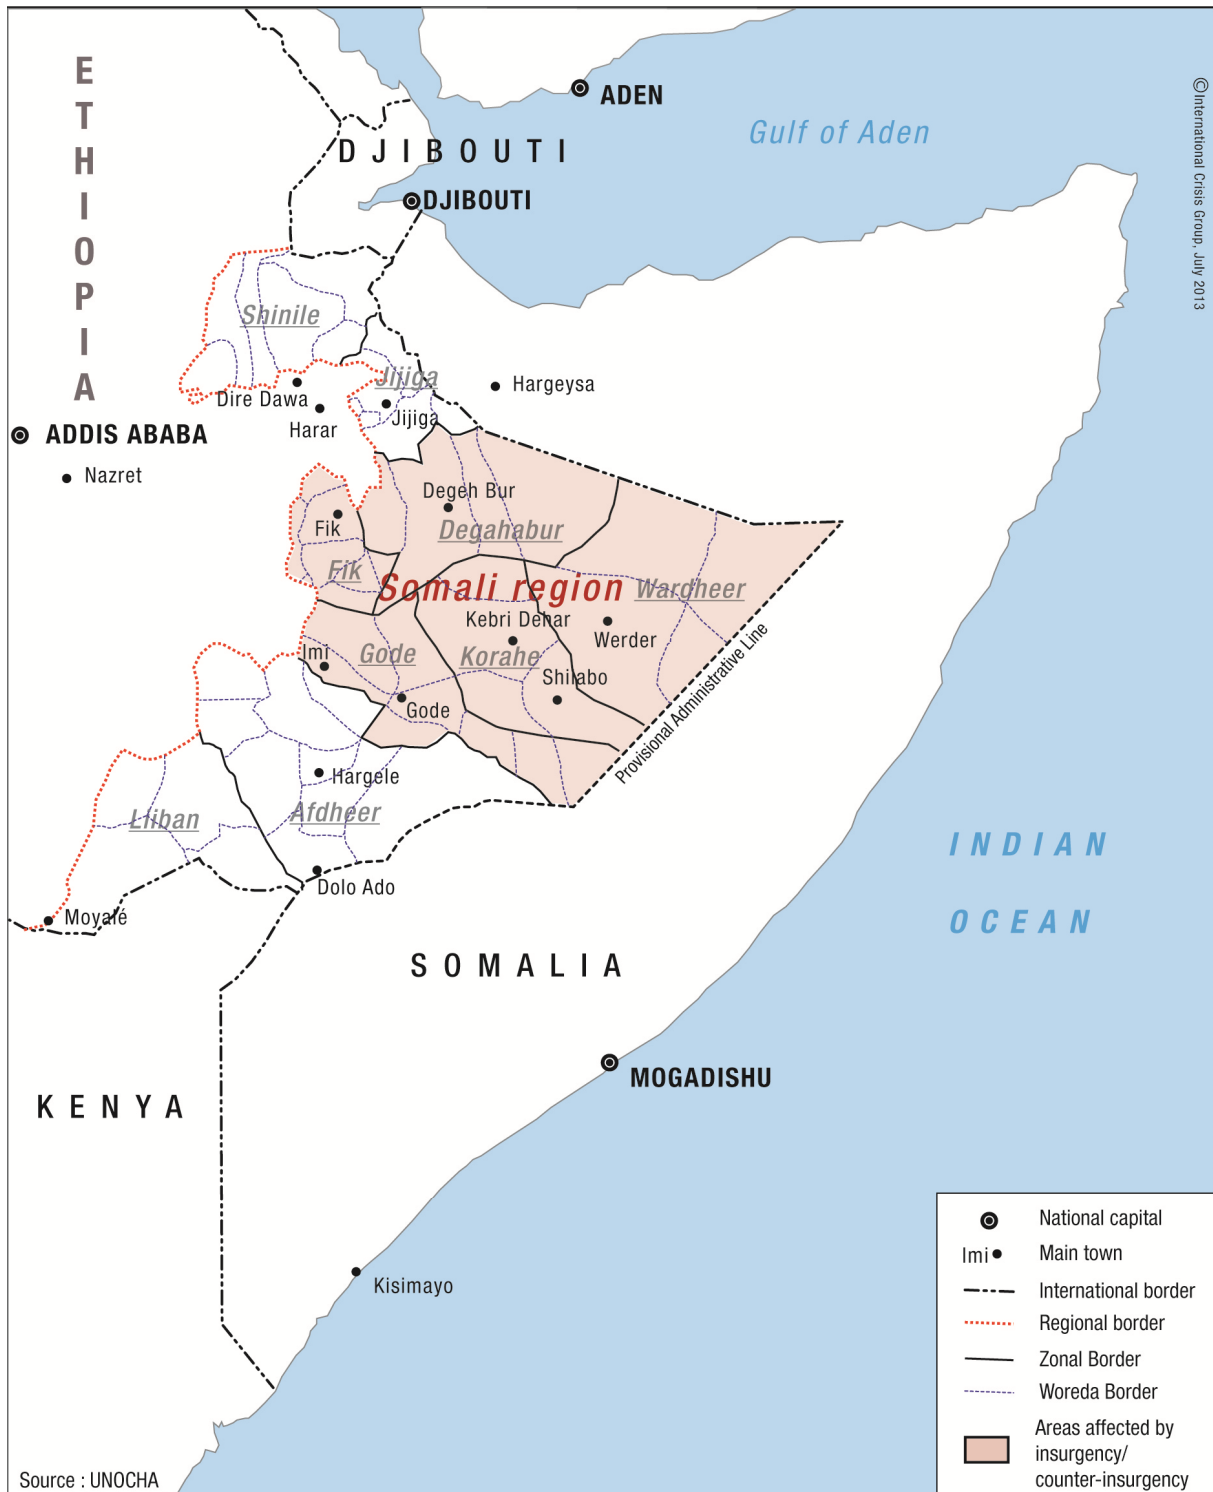 ETHIOPIA
ADEN
Gulf of Aden
©International Crisis Group, July 2013
DJIBOUTI
DJIBOUTI
Shinile
Jijiga
Hargeysa
Dire Dawa
Jijiga
Harar
ADDIS ABABA
Nazret
Degeh Bur
Fik
Degahabur
Fik
Somali region
Wardheer
Kebri Dehar
Werder
Imi
Gode
Korahe
Shilabo
Gode
Provisional Administrative Line
Hargele
Lliban
Afdheer
Dolo Ado
Moyalé
INDIAN
OCEAN
SOMALIA
MOGADISHU
KENYA
Kisimayo
National capital
Imi
Main town
International border
Regional border
Zonal Border
Woreda Border
Areas affected by
insurgency/
counter-insurgency
Source : UNOCHA